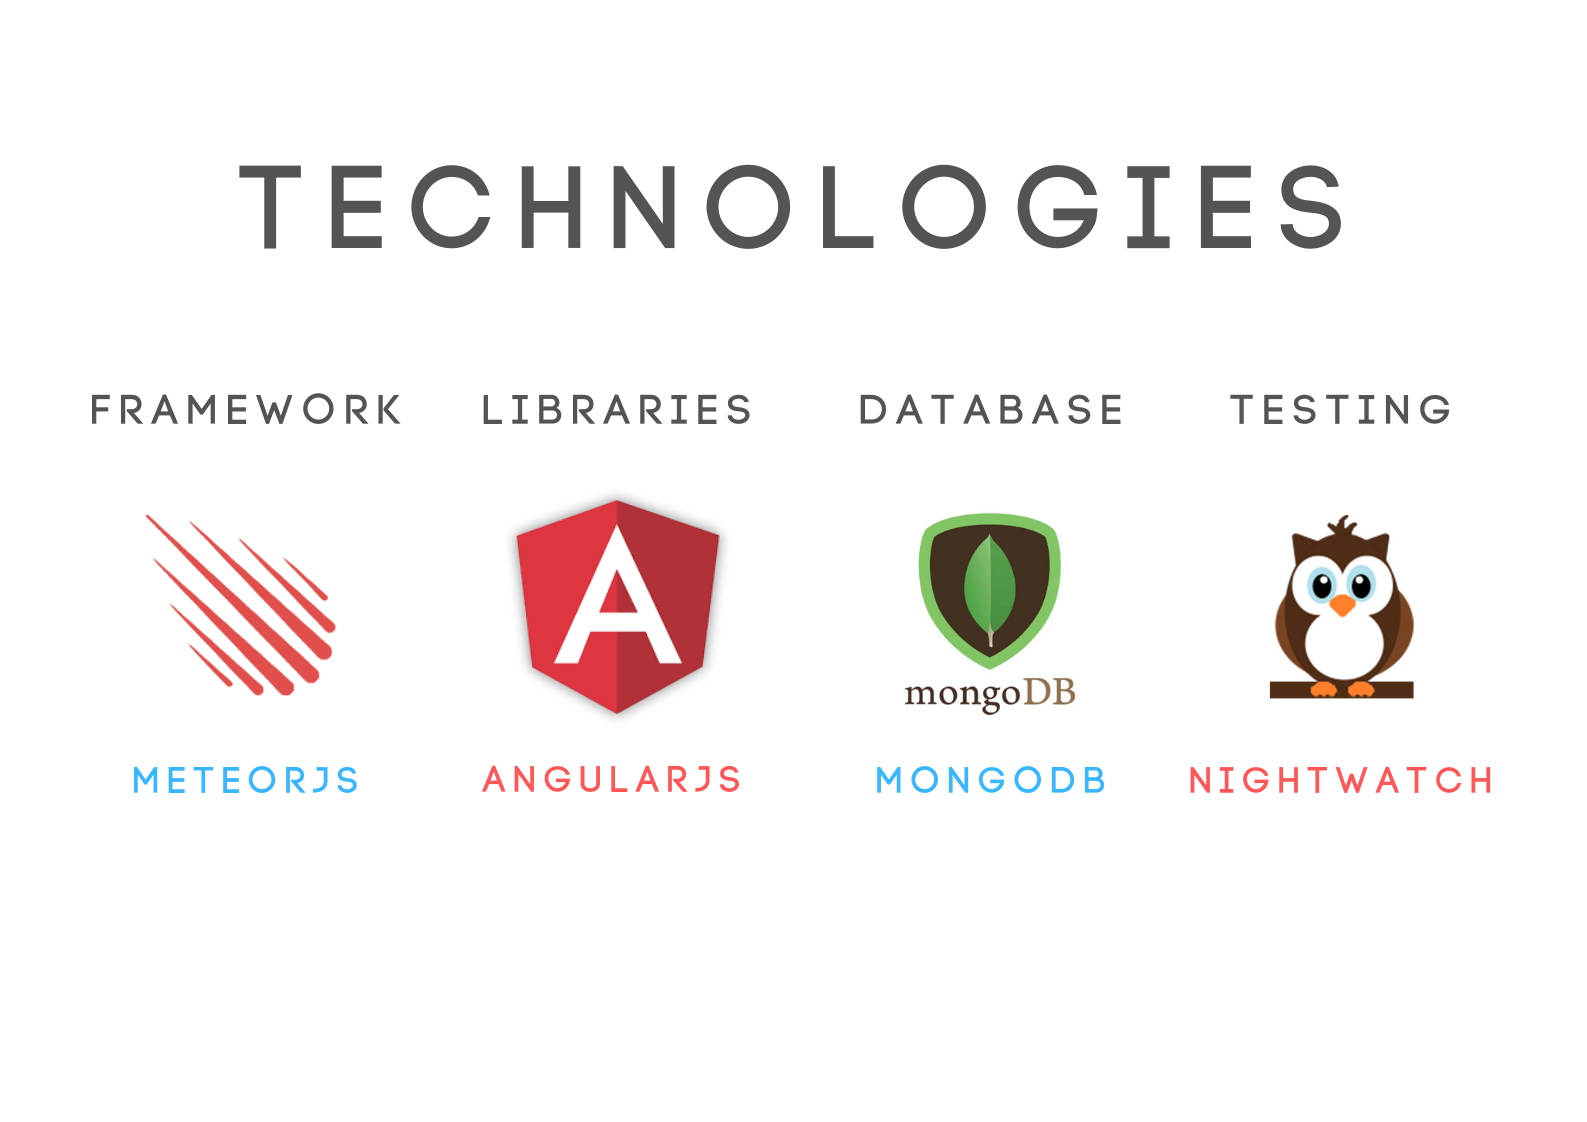 TECHNOLOGIES
FRAMEWORK
LIBRARIES
DATABASE
TESTING
mongoDB
METEORJS
ANGULARJS
MONGODB
NIGHTWATCH